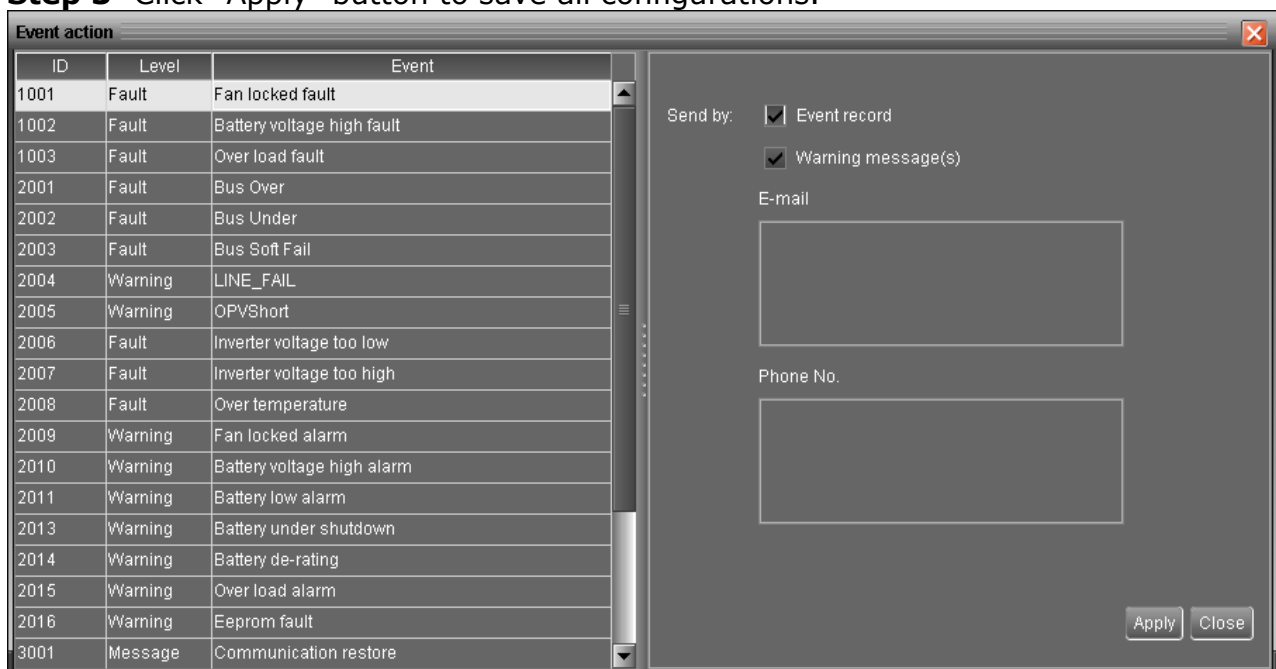 Step 3 Click "Apply" button to save all configurations.
Event action
ID Level Event
1001 Fault Fan locked fault
1002 Fault Battery voltage high fault
1003 Fault Over load fault
2001 Fault Bus Over
2002 Fault Bus Under
2003 Fault Bus Soft Fail
2004 Warning LINE_FAIL
2005 Warning OPVShort
2006 Fault Inverter voltage too low
2007 Fault Inverter voltage too high
2008 Fault Over temperature
2009 Warning Fan locked alarm
2010 Warning Battery voltage high alarm
2011 Warning Battery low alarm
2013 Warning Battery under shutdown
2014 Warning Battery de-rating
2015 Warning Over load alarm
2016 Warning Eeprom fault
3001 Message Communication restore
Send by: Event record
Warning message(s)
E-mail
Phone No.
Apply Close